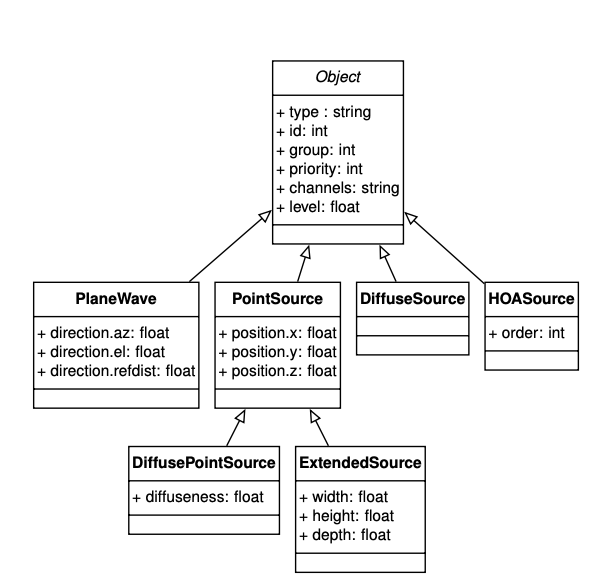 Object
+ type : string
+ id: int
+ group: int
+ priority: int
+ channels: string
+ level: float
PlaneWave
+ direction.az: float
+ direction.el: float
+ direction.refdist: float
PointSource
+ position.x: float
+ position.y: float
+ position.z: float
DiffuseSource
HOASource
+ order: int
DiffusePointSource
+ diffuseness: float
ExtendedSource
+ width: float
+ height: float
+ depth: float